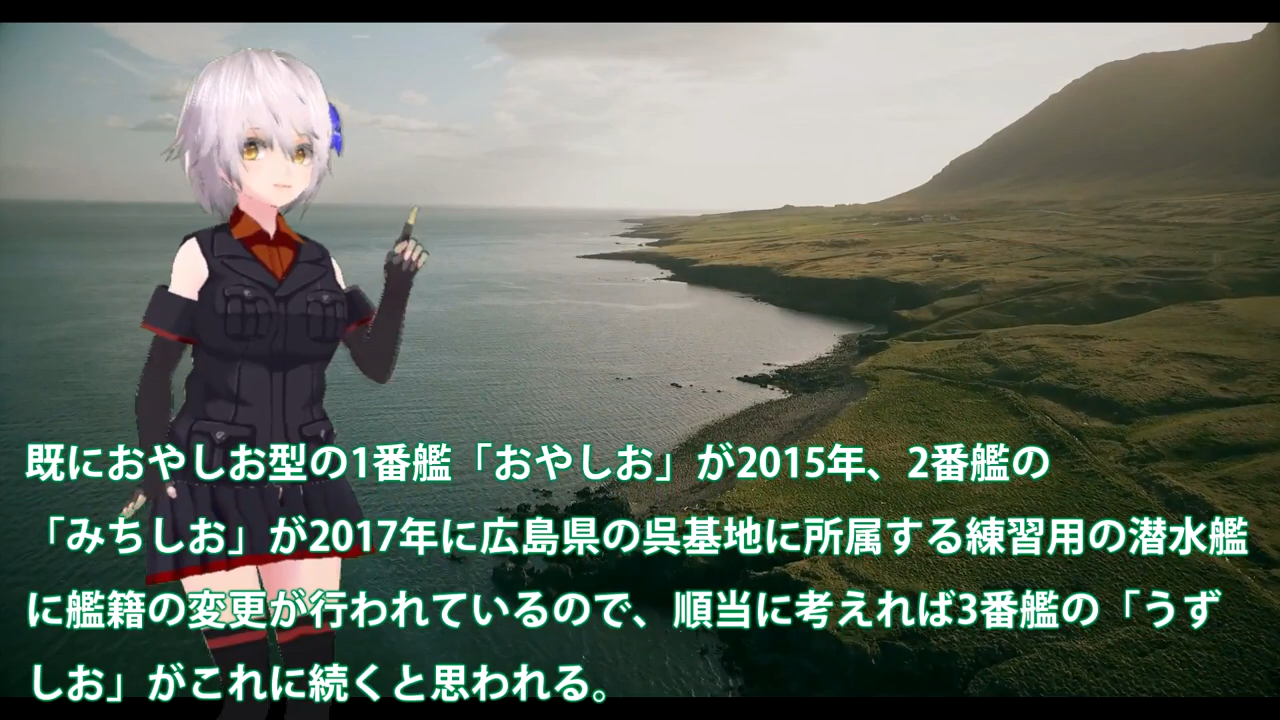 既におやしお型の1番艦「おやしお」が2015年、2番艦の
「みちしお」が2017年に広島県の呉基地に所属する練習用の潜水艦
に艦籍の変更が行われているので、順当に考えれば3番艦の「うず
しお」がこれに続くと思われる。